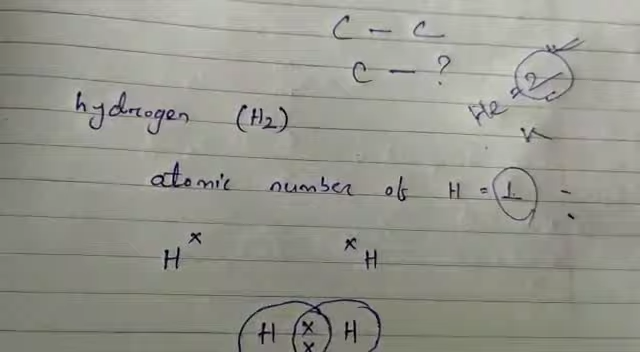 C - C
C - ?
2
He
K
hydrogen (H2)
atomic number of H = 1
H x x H
H x x H